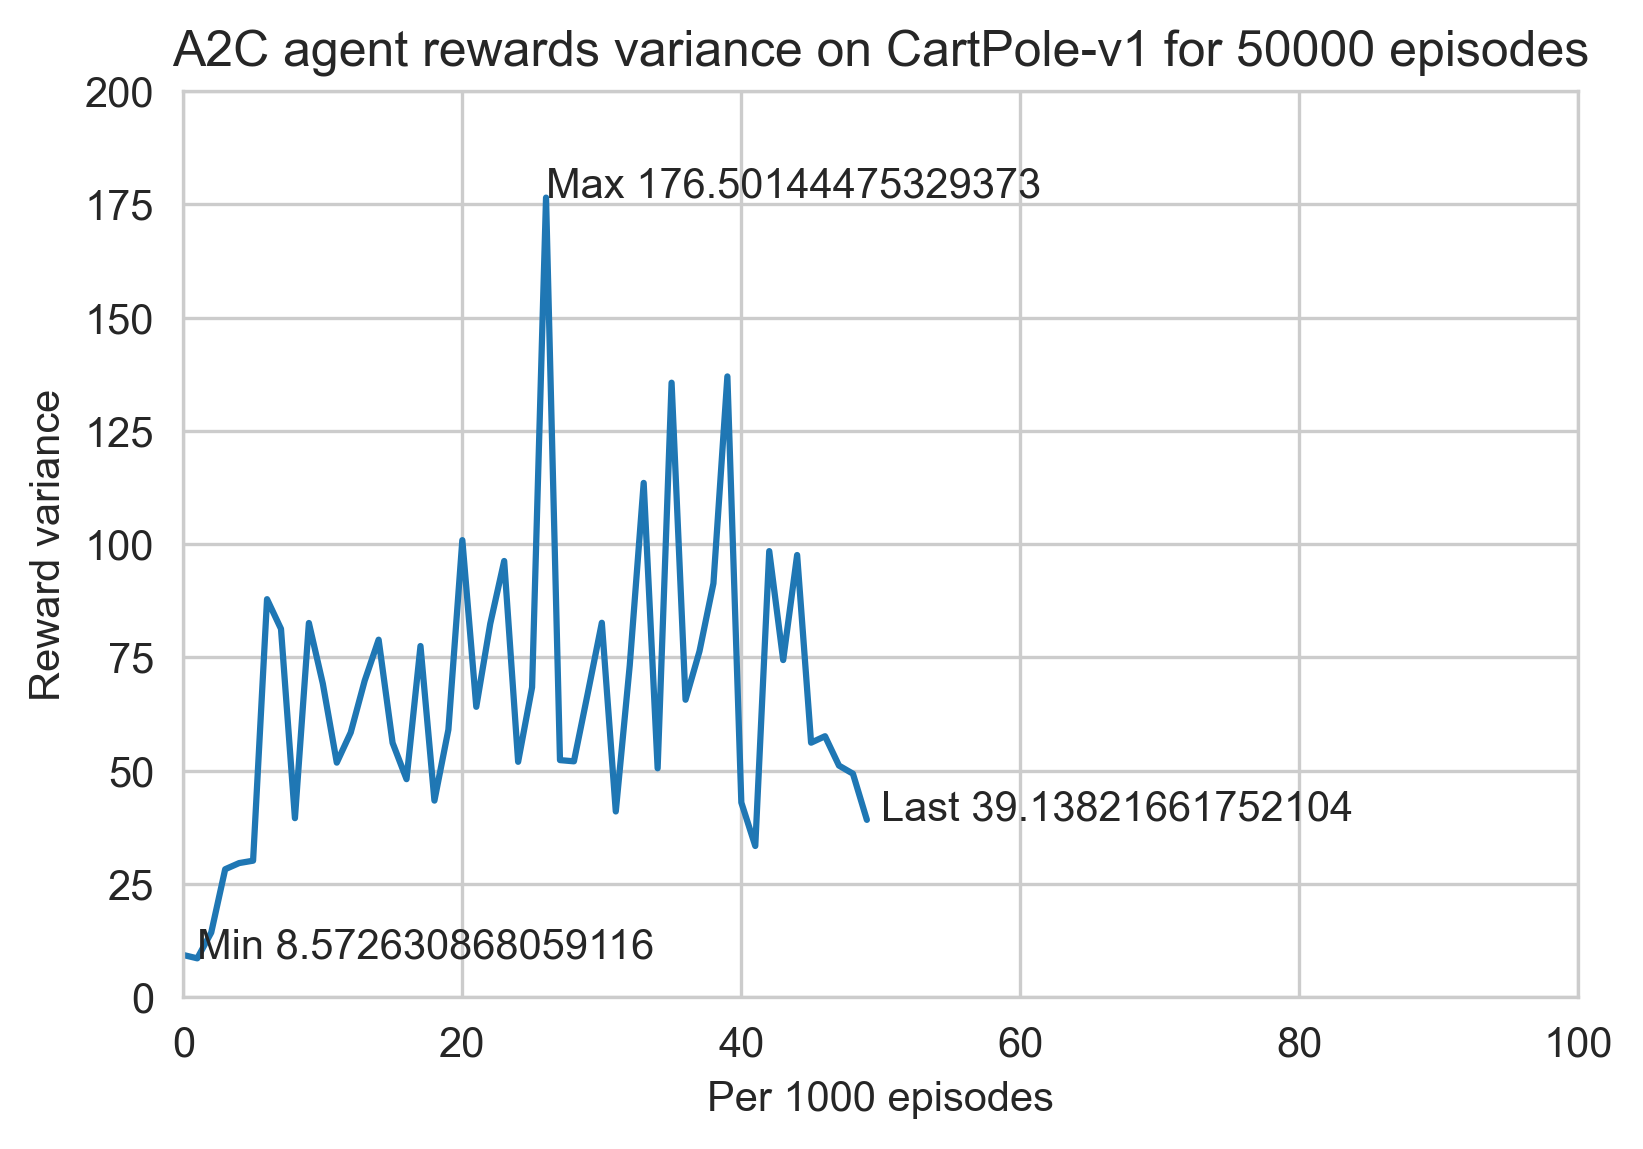 A2C agent rewards variance on CartPole-v1 for 50000 episodes
200
175
150
125
100
75
50
25
0
Reward variance
Max 176.50144475329373
Last 39.13821661752104
Min 8.572630868059116
0 20 40 60 80 100
Per 1000 episodes